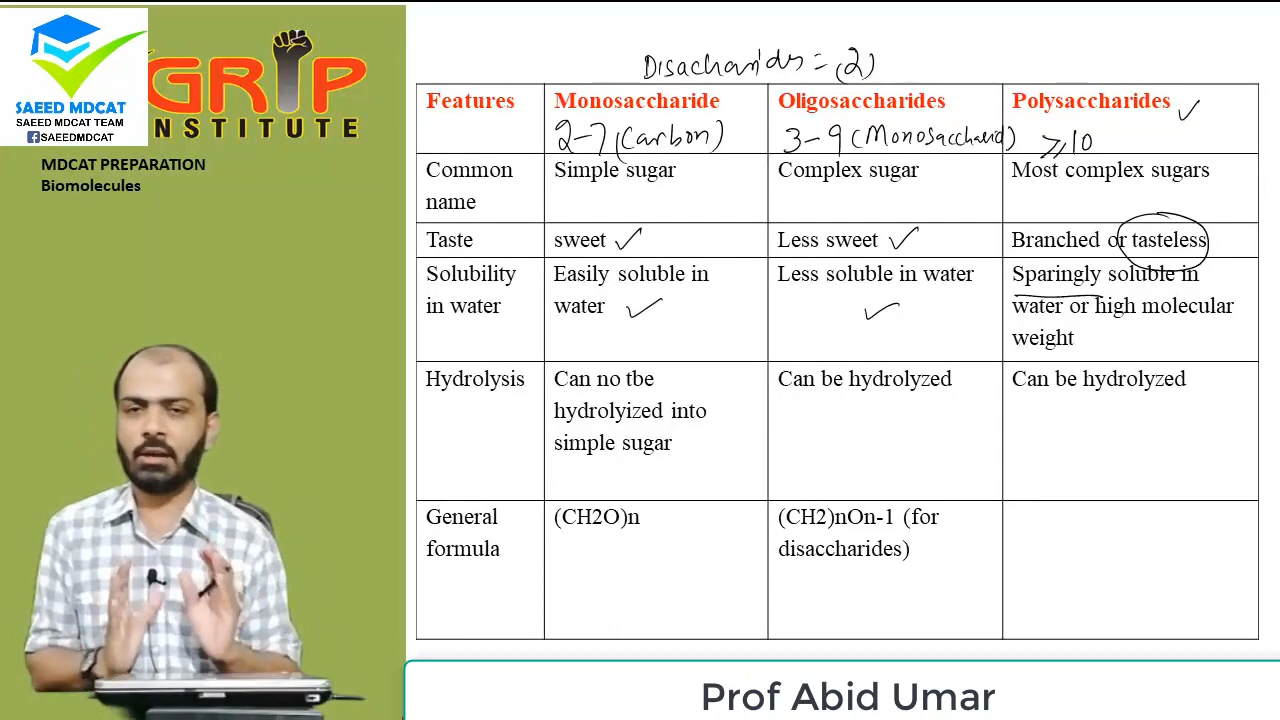 SAEED MDCAT
SAEED MDCAT TEAM
@SAEEDMDCAT
GRIP
INSTITUTE
MDCAT PREPARATION
Biomolecules
Disacharides = (2)
Features Monosaccharide Oligosaccharides Polysaccharides
2-7 (Carbon) 3-9 (Monosaccharid) ≥10
Common Simple sugar Complex sugar Most complex sugars
name
Taste sweet Less sweet Branched or tasteless
Solubility Easily soluble in Less soluble in water Sparingly soluble in
in water water water or high molecular
weight
Hydrolysis Can no tbe Can be hydrolyzed Can be hydrolyzed
hydrolyized into
simple sugar
General (CH2O)n (CH2)nOn-1 (for
formula disaccharides)
Prof Abid Umar